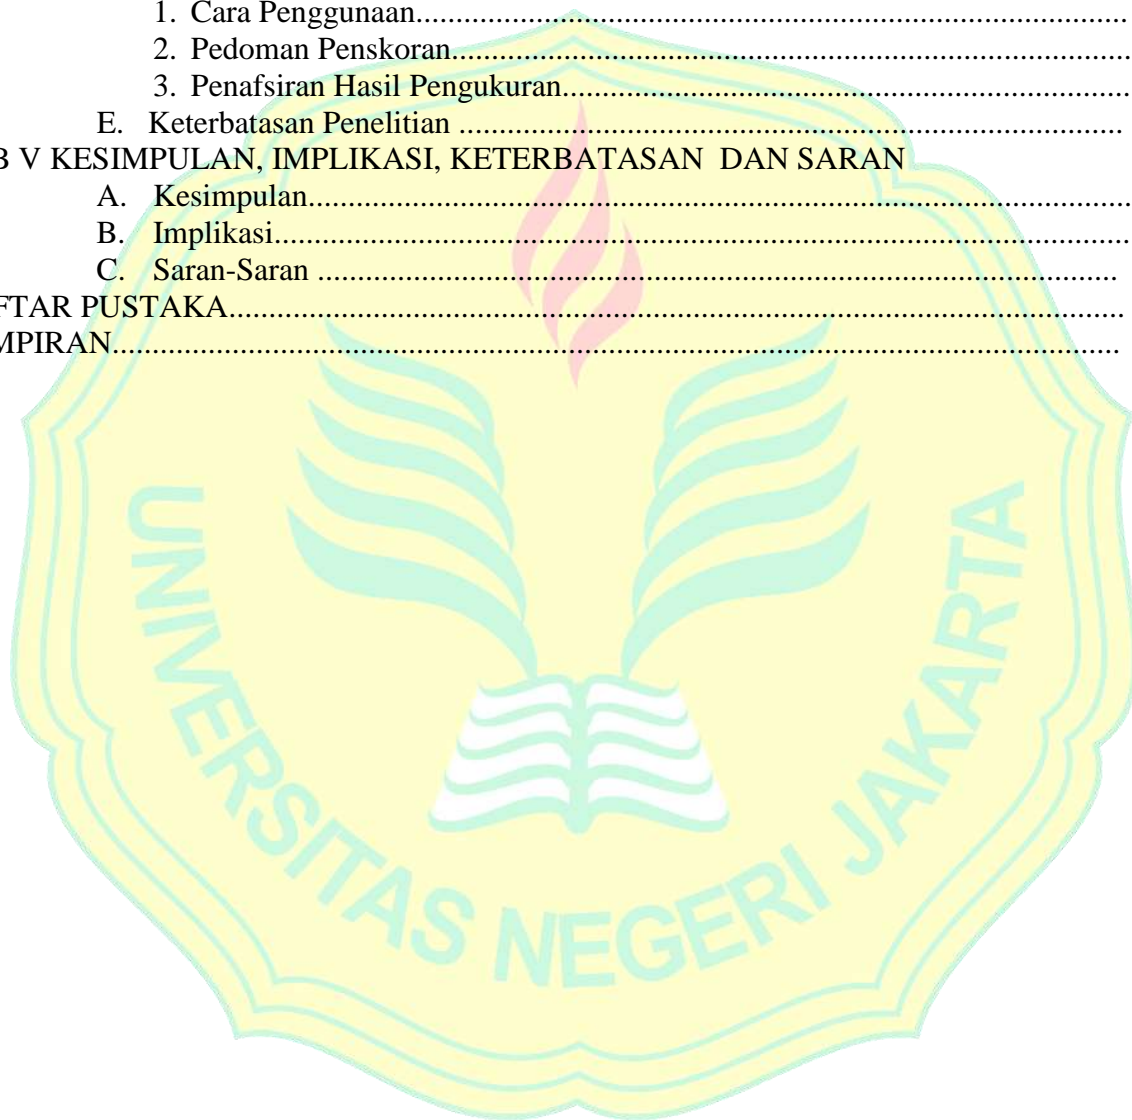 1. Cara Penggunaan..........................................................................................
2. Pedoman Penskoran......................................................................................
3. Penafsiran Hasil Pengukuran........................................................................
E. Keterbatasan Penelitian ....................................................................................
B V KESIMPULAN, IMPLIKASI, KETERBATASAN DAN SARAN
A. Kesimpulan........................................................................................................
B. Implikasi............................................................................................................
C. Saran-Saran .....................................................................................................
FTAR PUSTAKA.................................................................................................................
MPIRAN...............................................................................................................................
UNIVERSITAS NEGERI JAKARTA